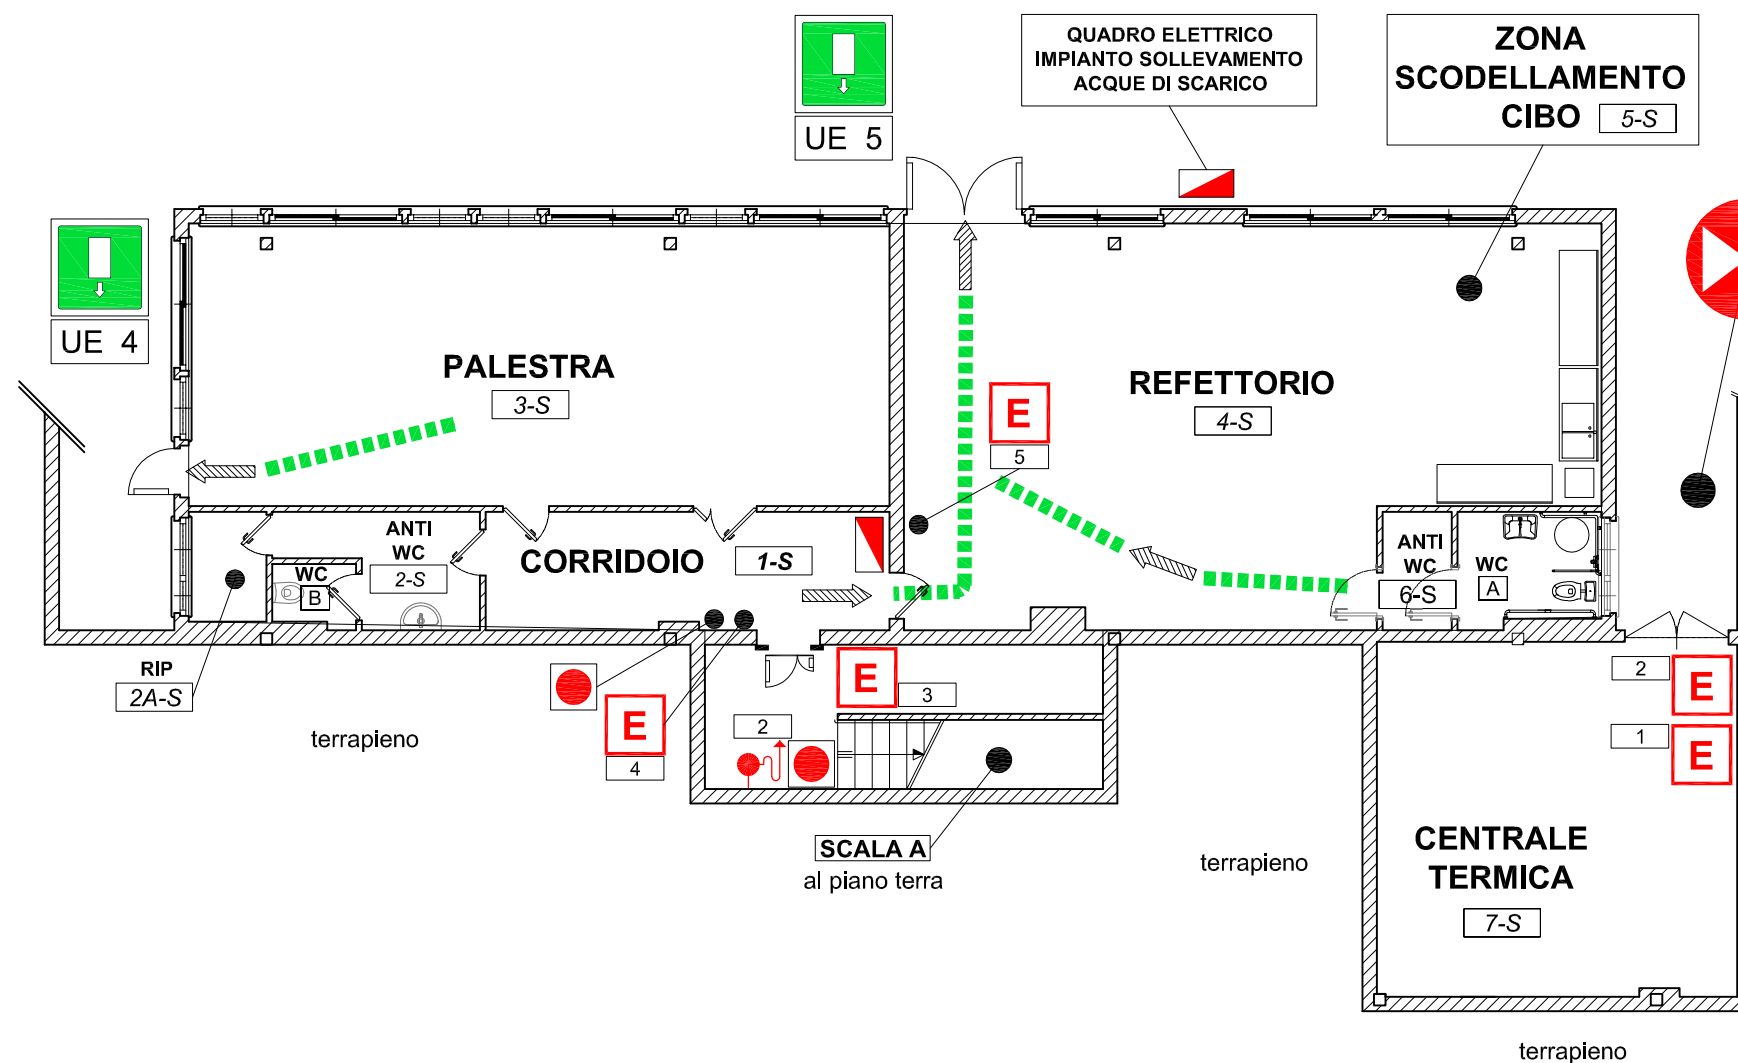 QUADRO ELETTRICO
IMPIANTO SOLLEVAMENTO
ACQUE DI SCARICO
ZONA
SCODELLAMENTO
CIBO 5-S
UE 5
UE 4
PALESTRA
3-S
REFETTORIO
4-S
E
5
ANTI
WC
2-S
WC
B
CORRIDOIO 1-S
ANTI
WC
6-S
WC
A
RIP
2A-S
terrapieno
E
4
E
3
2
SCALA A
al piano terra
terrapieno
2
E
1
E
CENTRALE
TERMICA
7-S
terrapieno